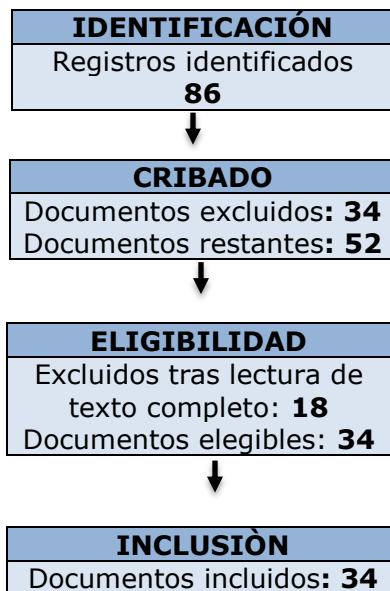 IDENTIFICACIÓN
Registros identificados
86
CRIBADO
Documentos excluidos: 34
Documentos restantes: 52
ELIGIBILIDAD
Excluidos tras lectura de
texto completo: 18
Documentos elegibles: 34
INCLUSIÒN
Documentos incluidos: 34